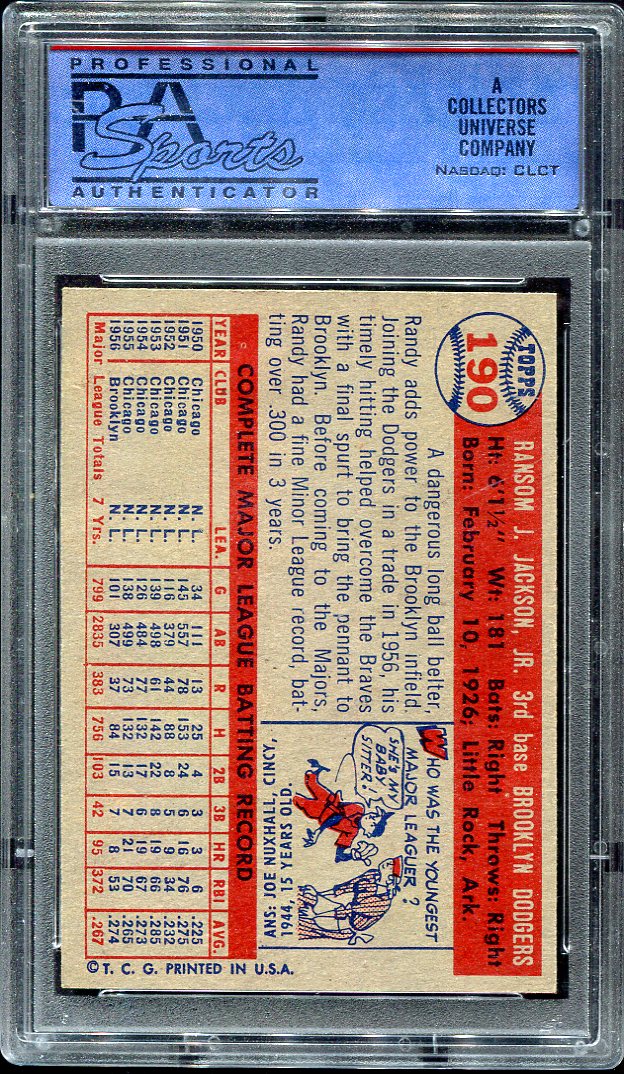 PROFESSIONAL
PSA
Sports
AUTHENTICATOR
A
COLLECTORS
UNIVERSE
COMPANY
NASDAQ: CLCT
TOPPS
190
RANSOM J. JACKSON, JR. 3rd base BROOKLYN DODGERS
Ht: 6'1½" Wt: 181 Bats: Right Throws: Right
Born: February 10, 1926; Little Rock, Ark.
A dangerous long ball belter,
Randy adds power to the Brooklyn infield.
Joining the Dodgers in a trade in 1956, his
timely hitting helped overcome the Braves
with a final spurt to bring the pennant to
Brooklyn. Before coming to the Majors,
Randy had a fine Minor League record, bat-
ting over .300 in 3 years.
WHO WAS THE YOUNGEST
MAJOR LEAGUER?
SHE'S MY
BABY
SITTER!
ANS: JOE NUXHALL, CINCY,
1944, 15 YEARS OLD.
COMPLETE MAJOR LEAGUE BATTING RECORD
YEAR CLUB LEA. G AB R H 2B 3B HR RBI AVG.
1950 Chicago N. L. 34 111 13 25 4 3 3 6 .225
1951 Chicago N. L. 145 557 78 153 24 6 16 76 .275
1952 Chicago N. L. 116 379 44 88 8 5 9 34 .232
1953 Chicago N. L. 139 498 61 142 22 8 19 66 .285
1954 Chicago N. L. 126 484 77 132 17 6 19 67 .273
1955 Chicago N. L. 138 499 73 132 13 7 21 70 .265
1956 Brooklyn N. L. 101 307 37 84 15 7 8 53 .274
Major League Totals 7 Yrs. 799 2835 383 756 103 42 95 372 .267
© T. C. G. PRINTED IN U.S.A.